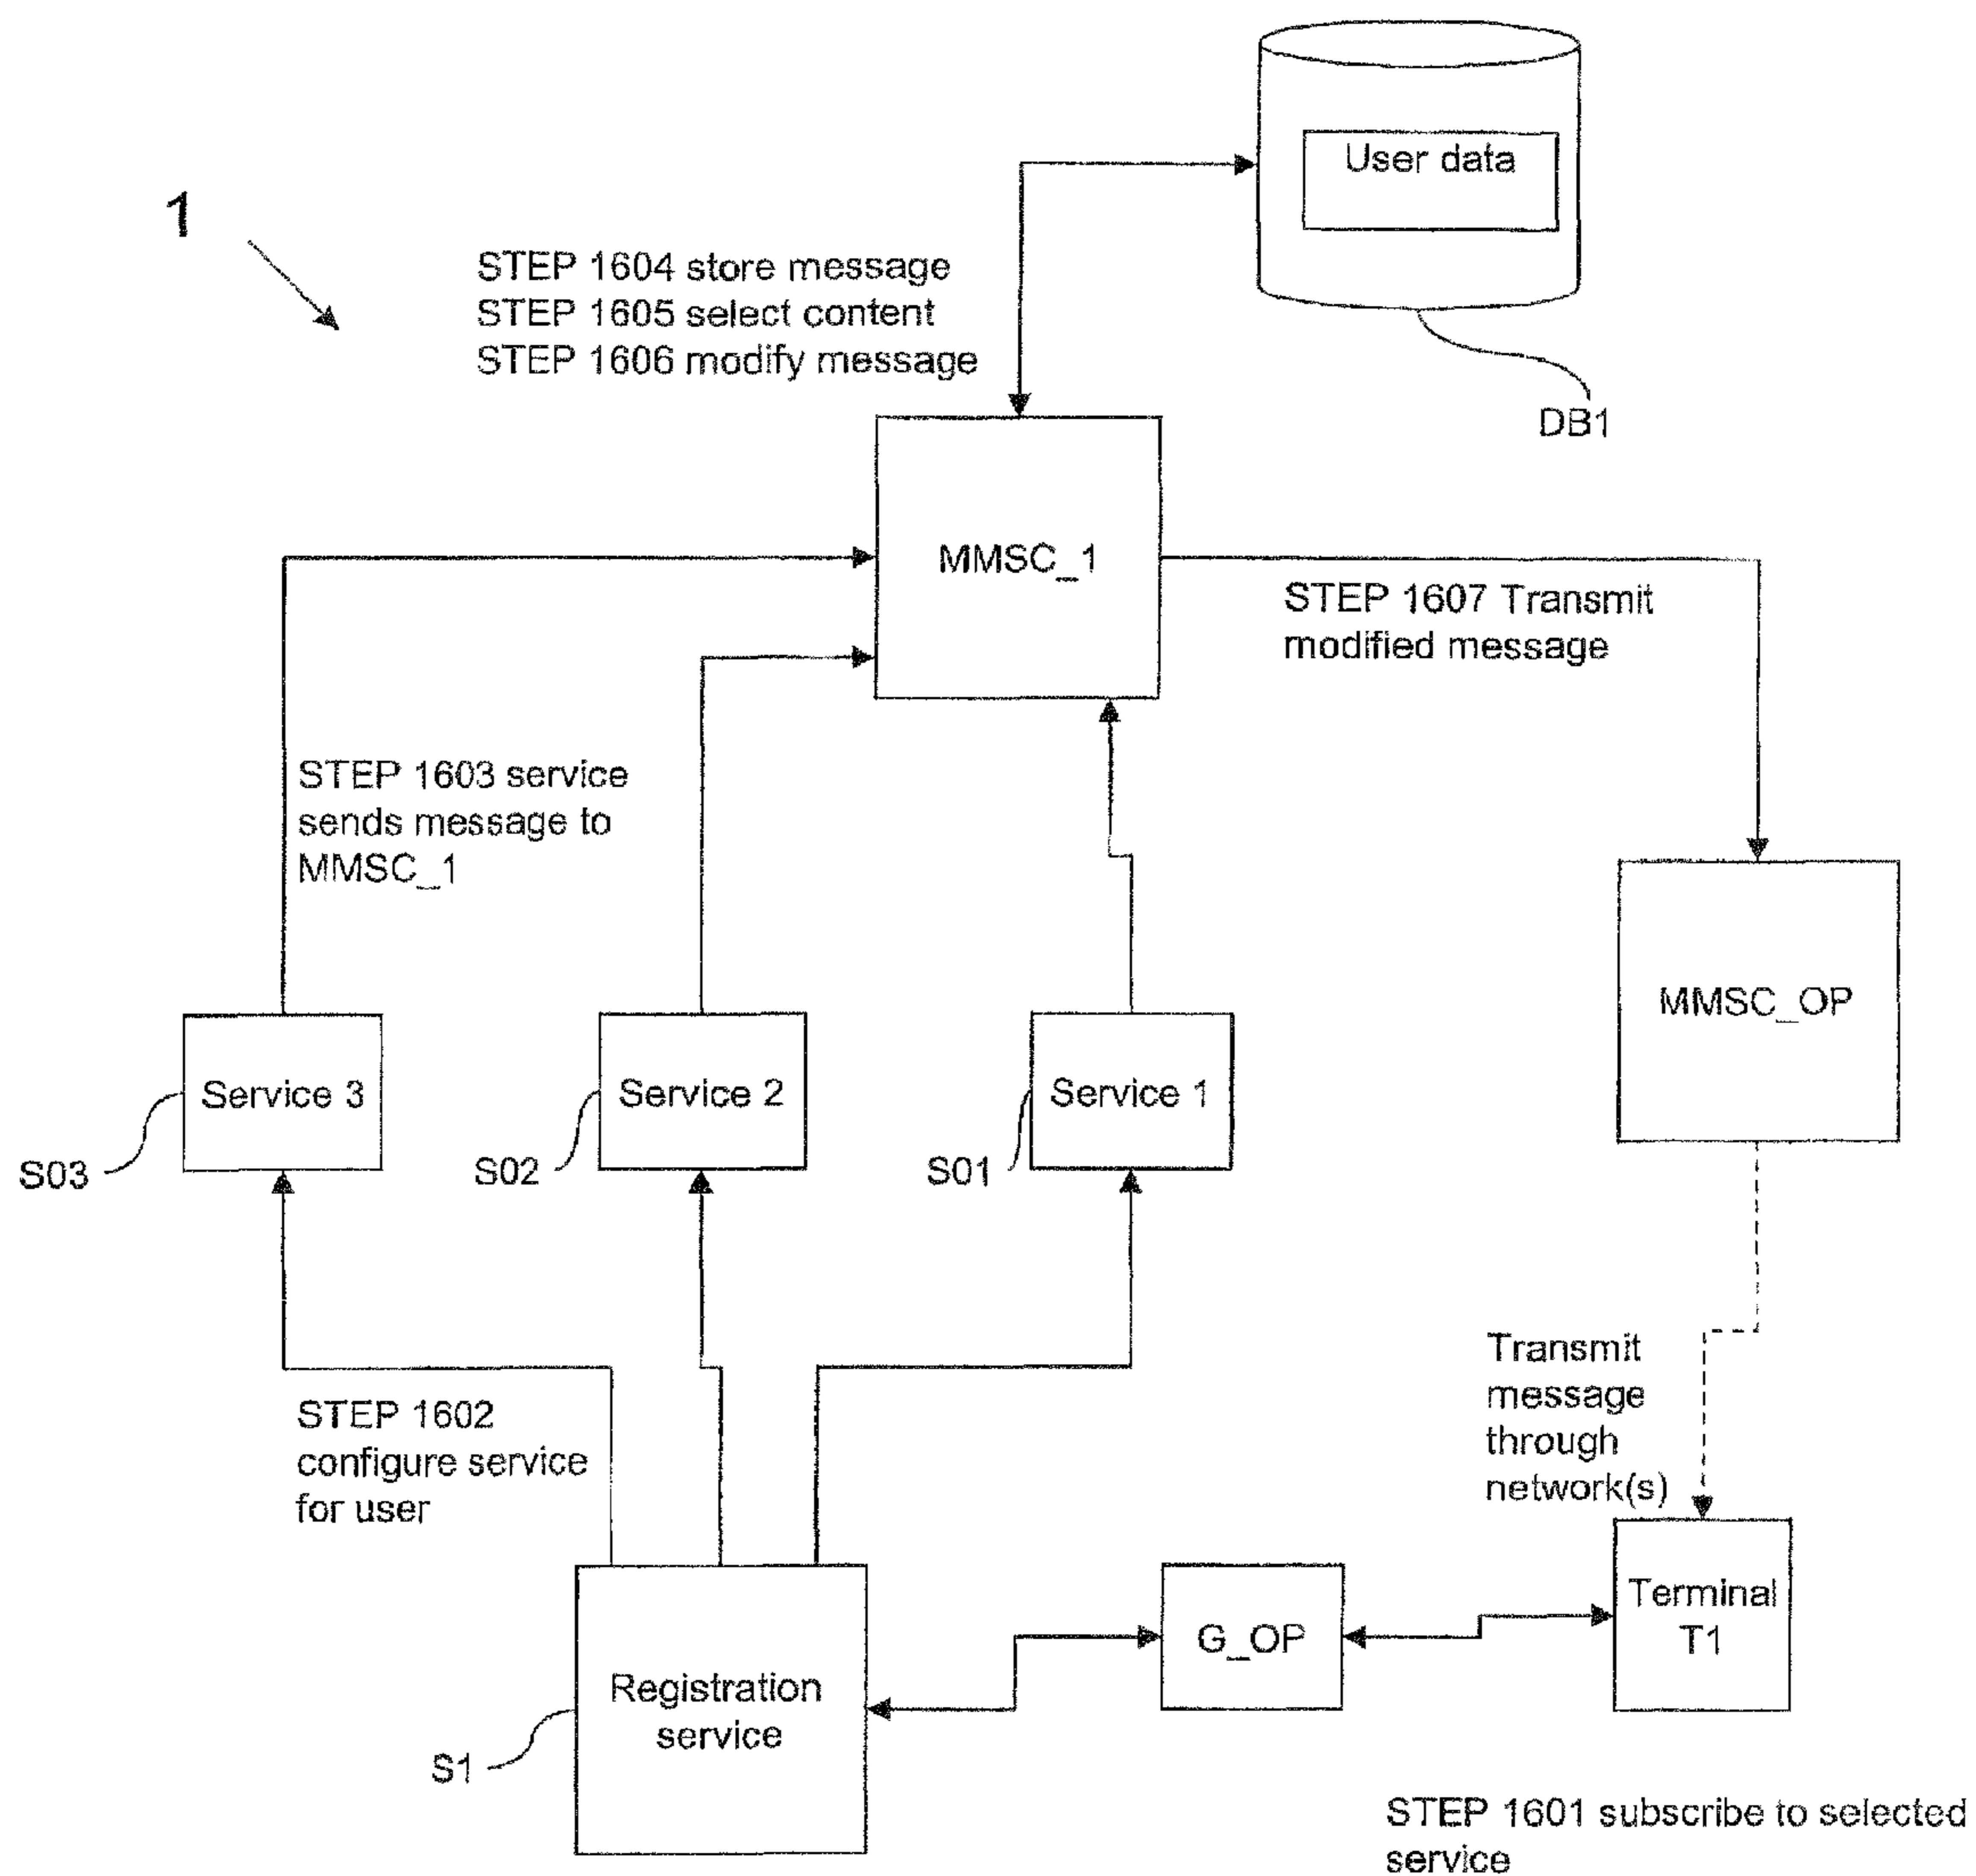 1
User data
STEP 1604 store message
STEP 1605 select content
STEP 1606 modify message
DB1
MMSC_1
STEP 1607 Transmit
modified message
STEP 1603 service
sends message to
MMSC_1
MMSC_OP
Service 3
Service 2
Service 1
S03
S02
S01
Transmit
message
through
network(s)
STEP 1602
configure service
for user
Terminal
T1
G_OP
Registration
service
S1
STEP 1601 subscribe to selected
service